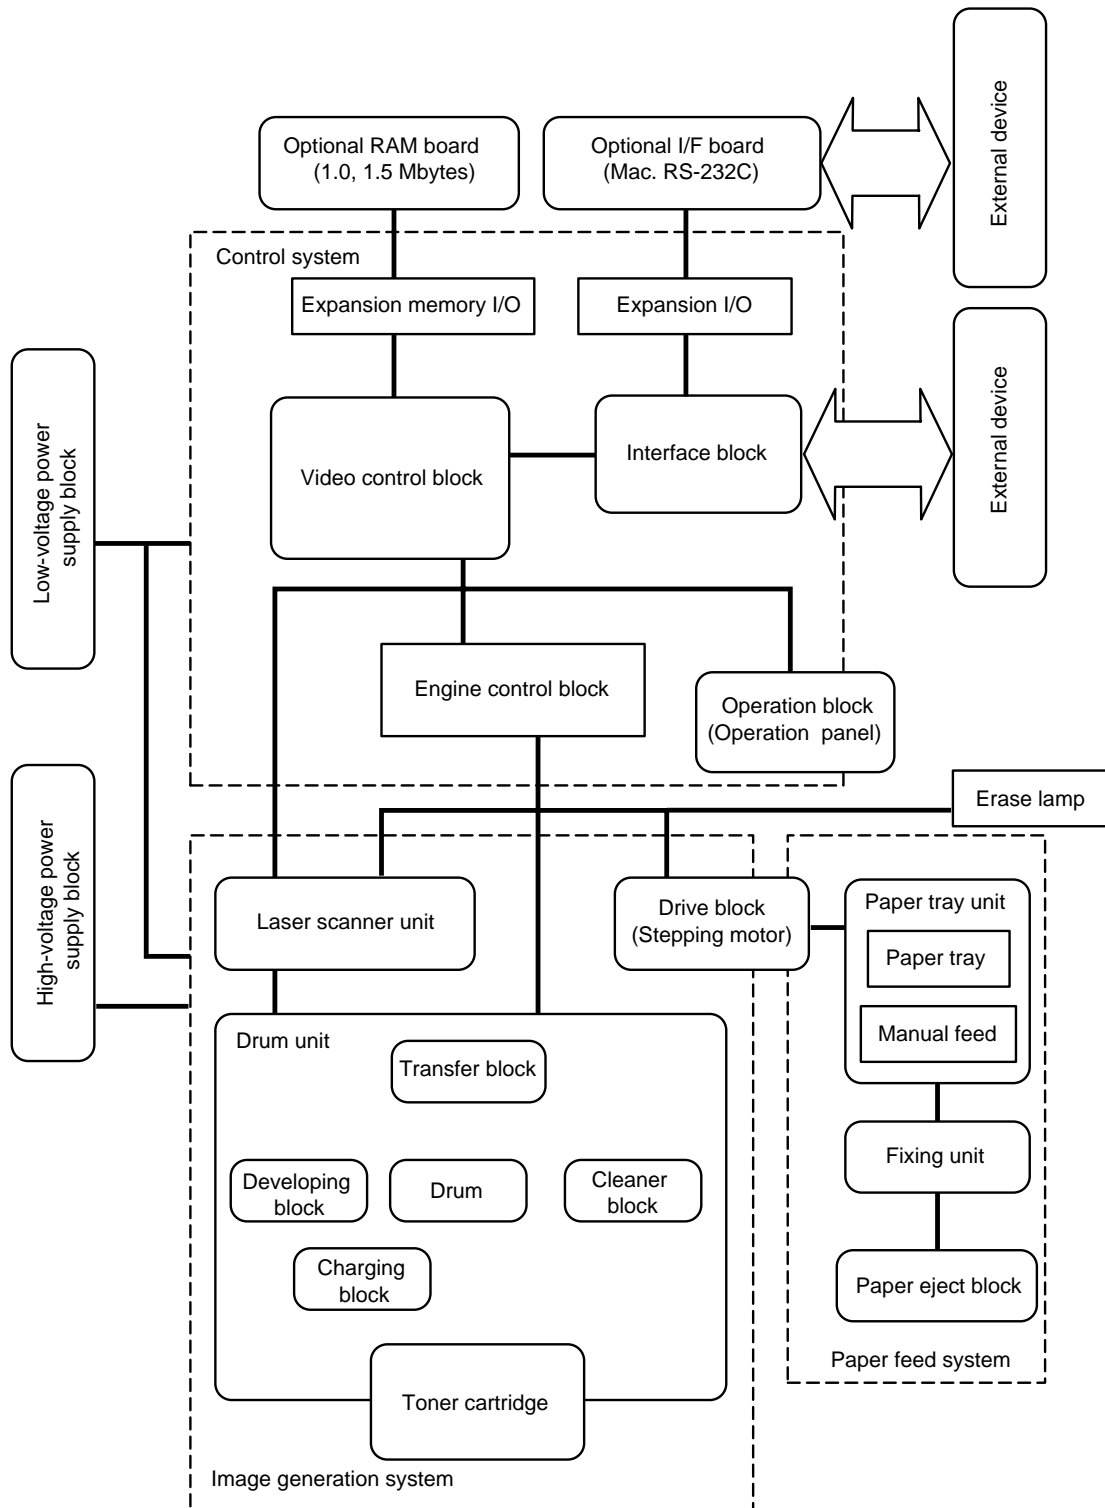 External device
Optional RAM board
(1.0, 1.5 Mbytes)
Optional I/F board
(Mac. RS-232C)
Control system
Expansion memory I/O
Expansion I/O
External device
Low-voltage power
supply block
Video control block
Interface block
Engine control block
Operation block
(Operation panel)
Erase lamp
High-voltage power
supply block
Laser scanner unit
Drive block
(Stepping motor)
Paper tray unit
Paper tray
Manual feed
Drum unit
Transfer block
Developing
block
Drum
Cleaner
block
Fixing unit
Charging
block
Paper eject block
Paper feed system
Toner cartridge
Image generation system